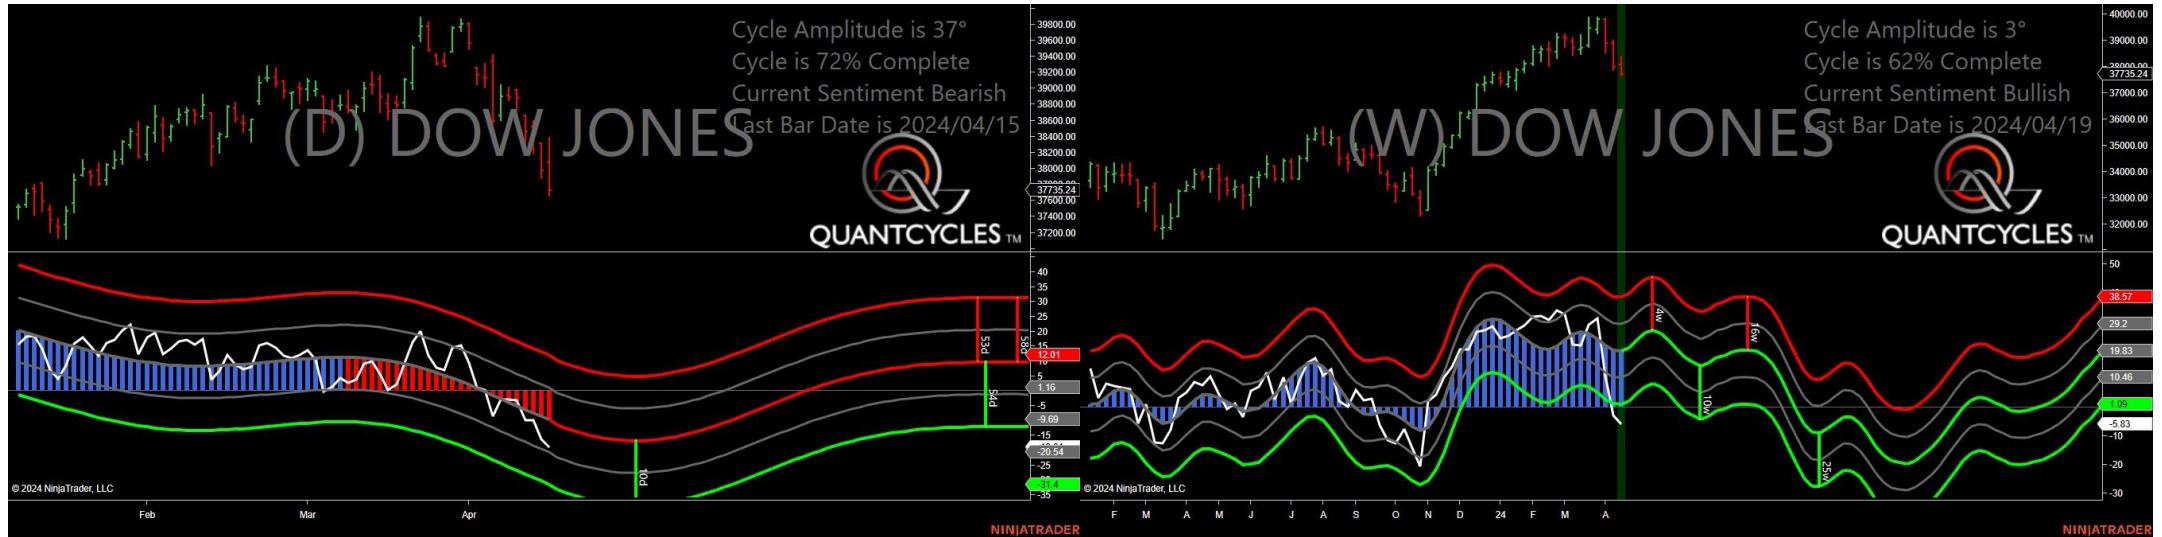 Cycle Amplitude is 37°
Cycle is 72% Complete
Current Sentiment Bearish
Last Bar Date is 2024/04/15
(D) DOW JONES
QUANTCYCLES TM
39800.00
39600.00
39400.00
39200.00
39000.00
38800.00
38600.00
38400.00
38200.00
38000.00
37735.24
37600.00
37400.00
37200.00
40
35
30
25
20
15
12.01
5
1.16
-5
-9.69
-15
-20.54
-25
-31.4
-35
53d
58d
54d
10d
© 2024 NinjaTrader, LLC
Feb Mar Apr
NINJATRADER
Cycle Amplitude is 3°
Cycle is 62% Complete
Current Sentiment Bullish
Last Bar Date is 2024/04/19
(W) DOW JONES
QUANTCYCLES TM
40000.00
39000.00
38000.00
37735.24
37000.00
36000.00
35000.00
34000.00
33000.00
32000.00
50
38.57
29.2
19.83
10.46
1.09
-5.83
-10
-20
-30
4w
16w
10w
25w
© 2024 NinjaTrader, LLC
F M A M J J A S O N D 24 F M A
NINJATRADER